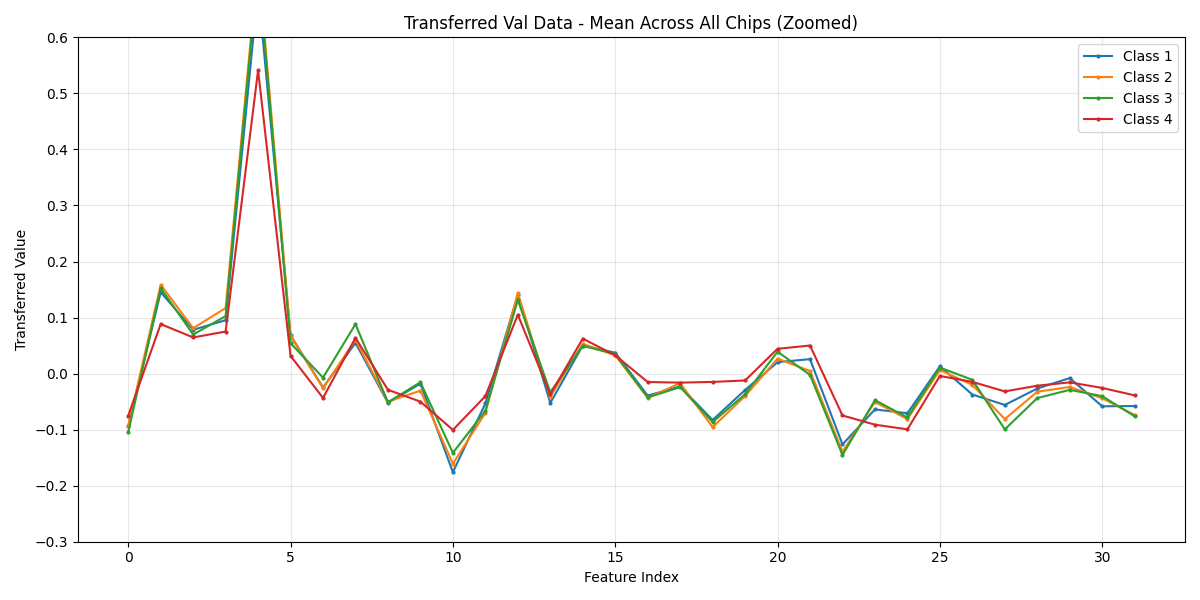 Transferred Val Data - Mean Across All Chips (Zoomed)
Transferred Value
0.6
0.5
0.4
0.3
0.2
0.1
0.0
−0.1
−0.2
−0.3
Class 1
Class 2
Class 3
Class 4
0 5 10 15 20 25 30
Feature Index